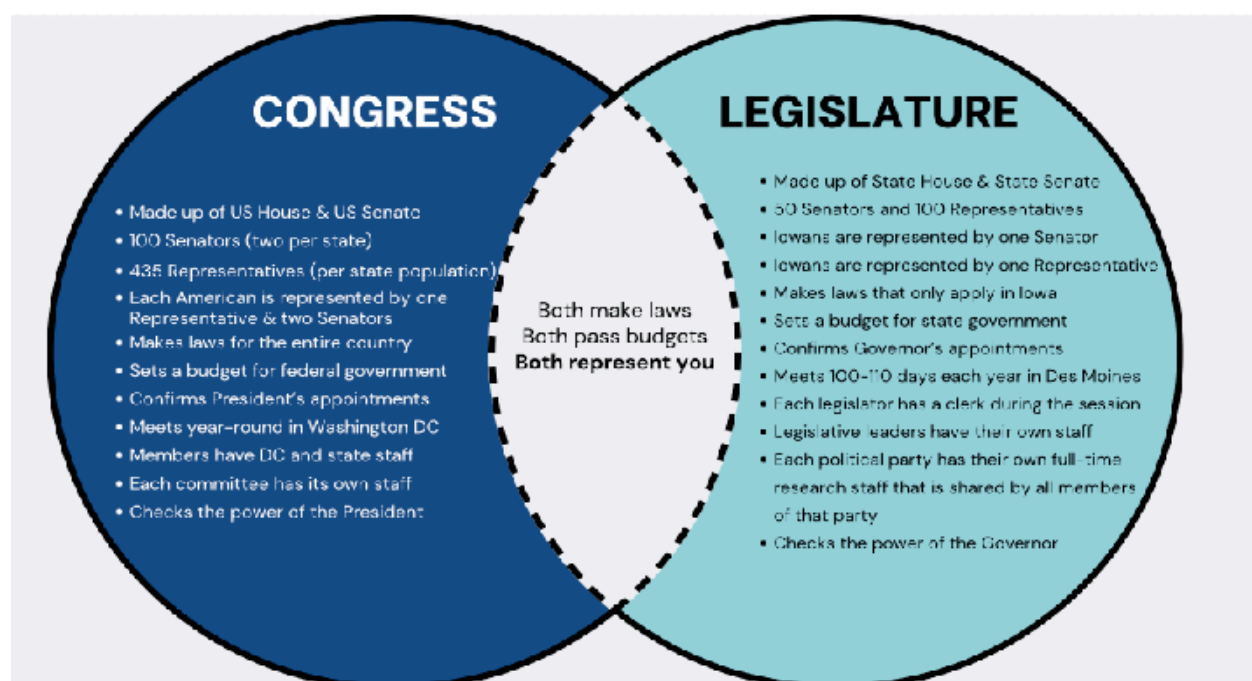 CONGRESS
• Made up of US House & US Senate
• 100 Senators (two per state)
• 435 Representatives (per state population)
• Each American is represented by one
Representative & two Senators
• Makes laws for the entire country
• Sets a budget for federal government
• Confirms President's appointments
• Meets year-round in Washington DC
• Members have DC and state staff
• Each committee has its own staff
• Checks the power of the President
Both make laws
Both pass budgets
Both represent you
LEGISLATURE
• Made up of State House & State Senate
• 50 Senators and 100 Representatives
• Iowans are represented by one Senator
• Iowans are represented by one Representative
• Makes laws that only apply in Iowa
• Sets a budget for state government
• Confirms Governor's appointments
• Meets 100-110 days each year in Des Moines
• Each legislator has a clerk during the session
• Legislative leaders have their own staff
• Each political party has their own full-time
research staff that is shared by all members
of that party
• Checks the power of the Governor